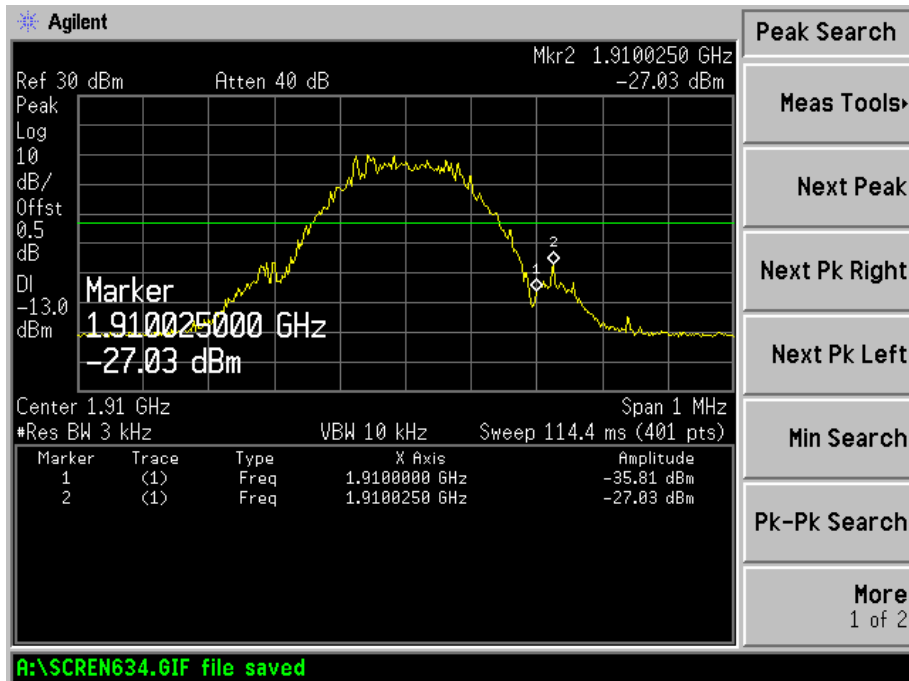 Agilent
Peak Search
Mkr2 1.9100250 GHz
Ref 30 dBm Atten 40 dB -27.03 dBm
Peak
Log
10
dB/
Offst
0.5
dB
DI
-13.0
dBm
2
1
Marker
1.910025000 GHz
-27.03 dBm
Center 1.91 GHz Span 1 MHz
#Res BW 3 kHz VBW 10 kHz Sweep 114.4 ms (401 pts)
Marker Trace Type X Axis Amplitude
1 (1) Freq 1.9100000 GHz -35.81 dBm
2 (1) Freq 1.9100250 GHz -27.03 dBm
Meas Tools
Next Peak
Next Pk Right
Next Pk Left
Min Search
Pk-Pk Search
More
1 of 2
A:\SCREN634.GIF file saved